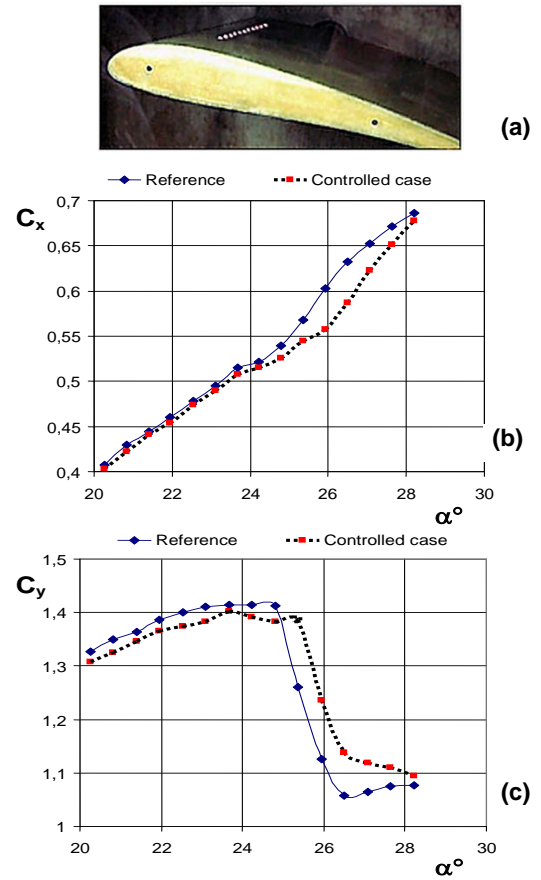 (a)
Reference Controlled case
Cx
0,7
0,65
0,6
0,55
0,5
0,45
0,4
20 22 24 26 28 30
(b)
α°
Reference Controlled case
Cy
1,5
1,4
1,3
1,2
1,1
1
20 22 24 26 28 30
(c)
α°